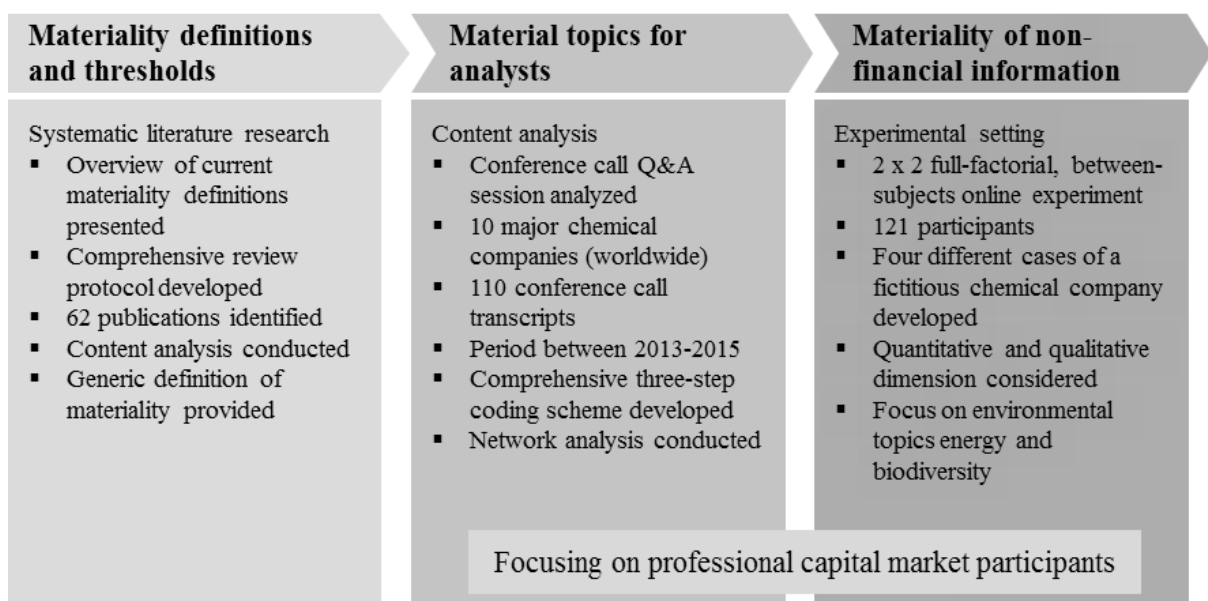 Materiality definitions
and thresholds
Systematic literature research
▪ Overview of current
materiality definitions
presented
▪ Comprehensive review
protocol developed
▪ 62 publications identified
▪ Content analysis conducted
▪ Generic definition of
materiality provided
Material topics for
analysts
Content analysis
▪ Conference call Q&A
session analyzed
▪ 10 major chemical
companies (worldwide)
▪ 110 conference call
transcripts
▪ Period between 2013-2015
▪ Comprehensive three-step
coding scheme developed
▪ Network analysis conducted
Materiality of non-
financial information
Experimental setting
▪ 2 x 2 full-factorial, between-
subjects online experiment
▪ 121 participants
▪ Four different cases of a
fictitious chemical company
developed
▪ Quantitative and qualitative
dimension considered
▪ Focus on environmental
topics energy and
biodiversity
Focusing on professional capital market participants